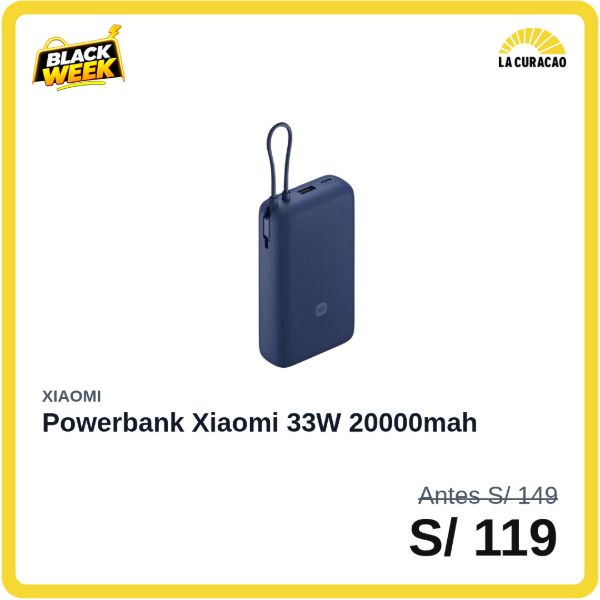 BLACK
WEEK
LA CURACAO
XIAOMI
Powerbank Xiaomi 33W 20000mah
Antes S/ 149
S/ 119